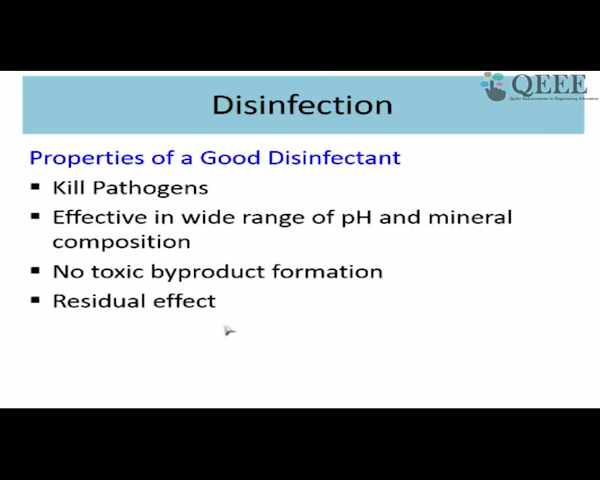 QEEE
Disinfection
Properties of a Good Disinfectant
▪ Kill Pathogens
▪ Effective in wide range of pH and mineral
composition
▪ No toxic byproduct formation
▪ Residual effect